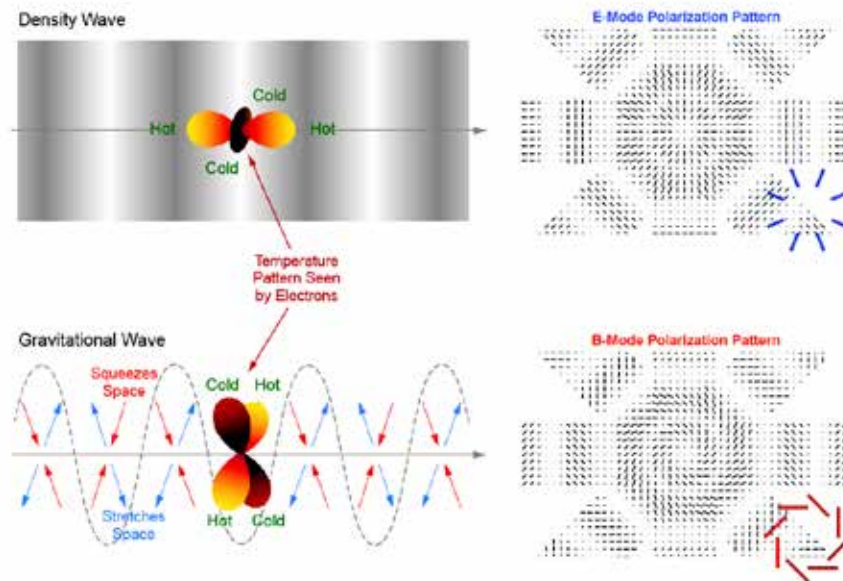 Density Wave
E-Mode Polarization Pattern
Cold
Hot
Hot
Cold
Temperature
Pattern Seen
by Electrons
Gravitational Wave
B-Mode Polarization Pattern
Squeezes
Space
Cold
Hot
Hot
Cold
Stretches
Space